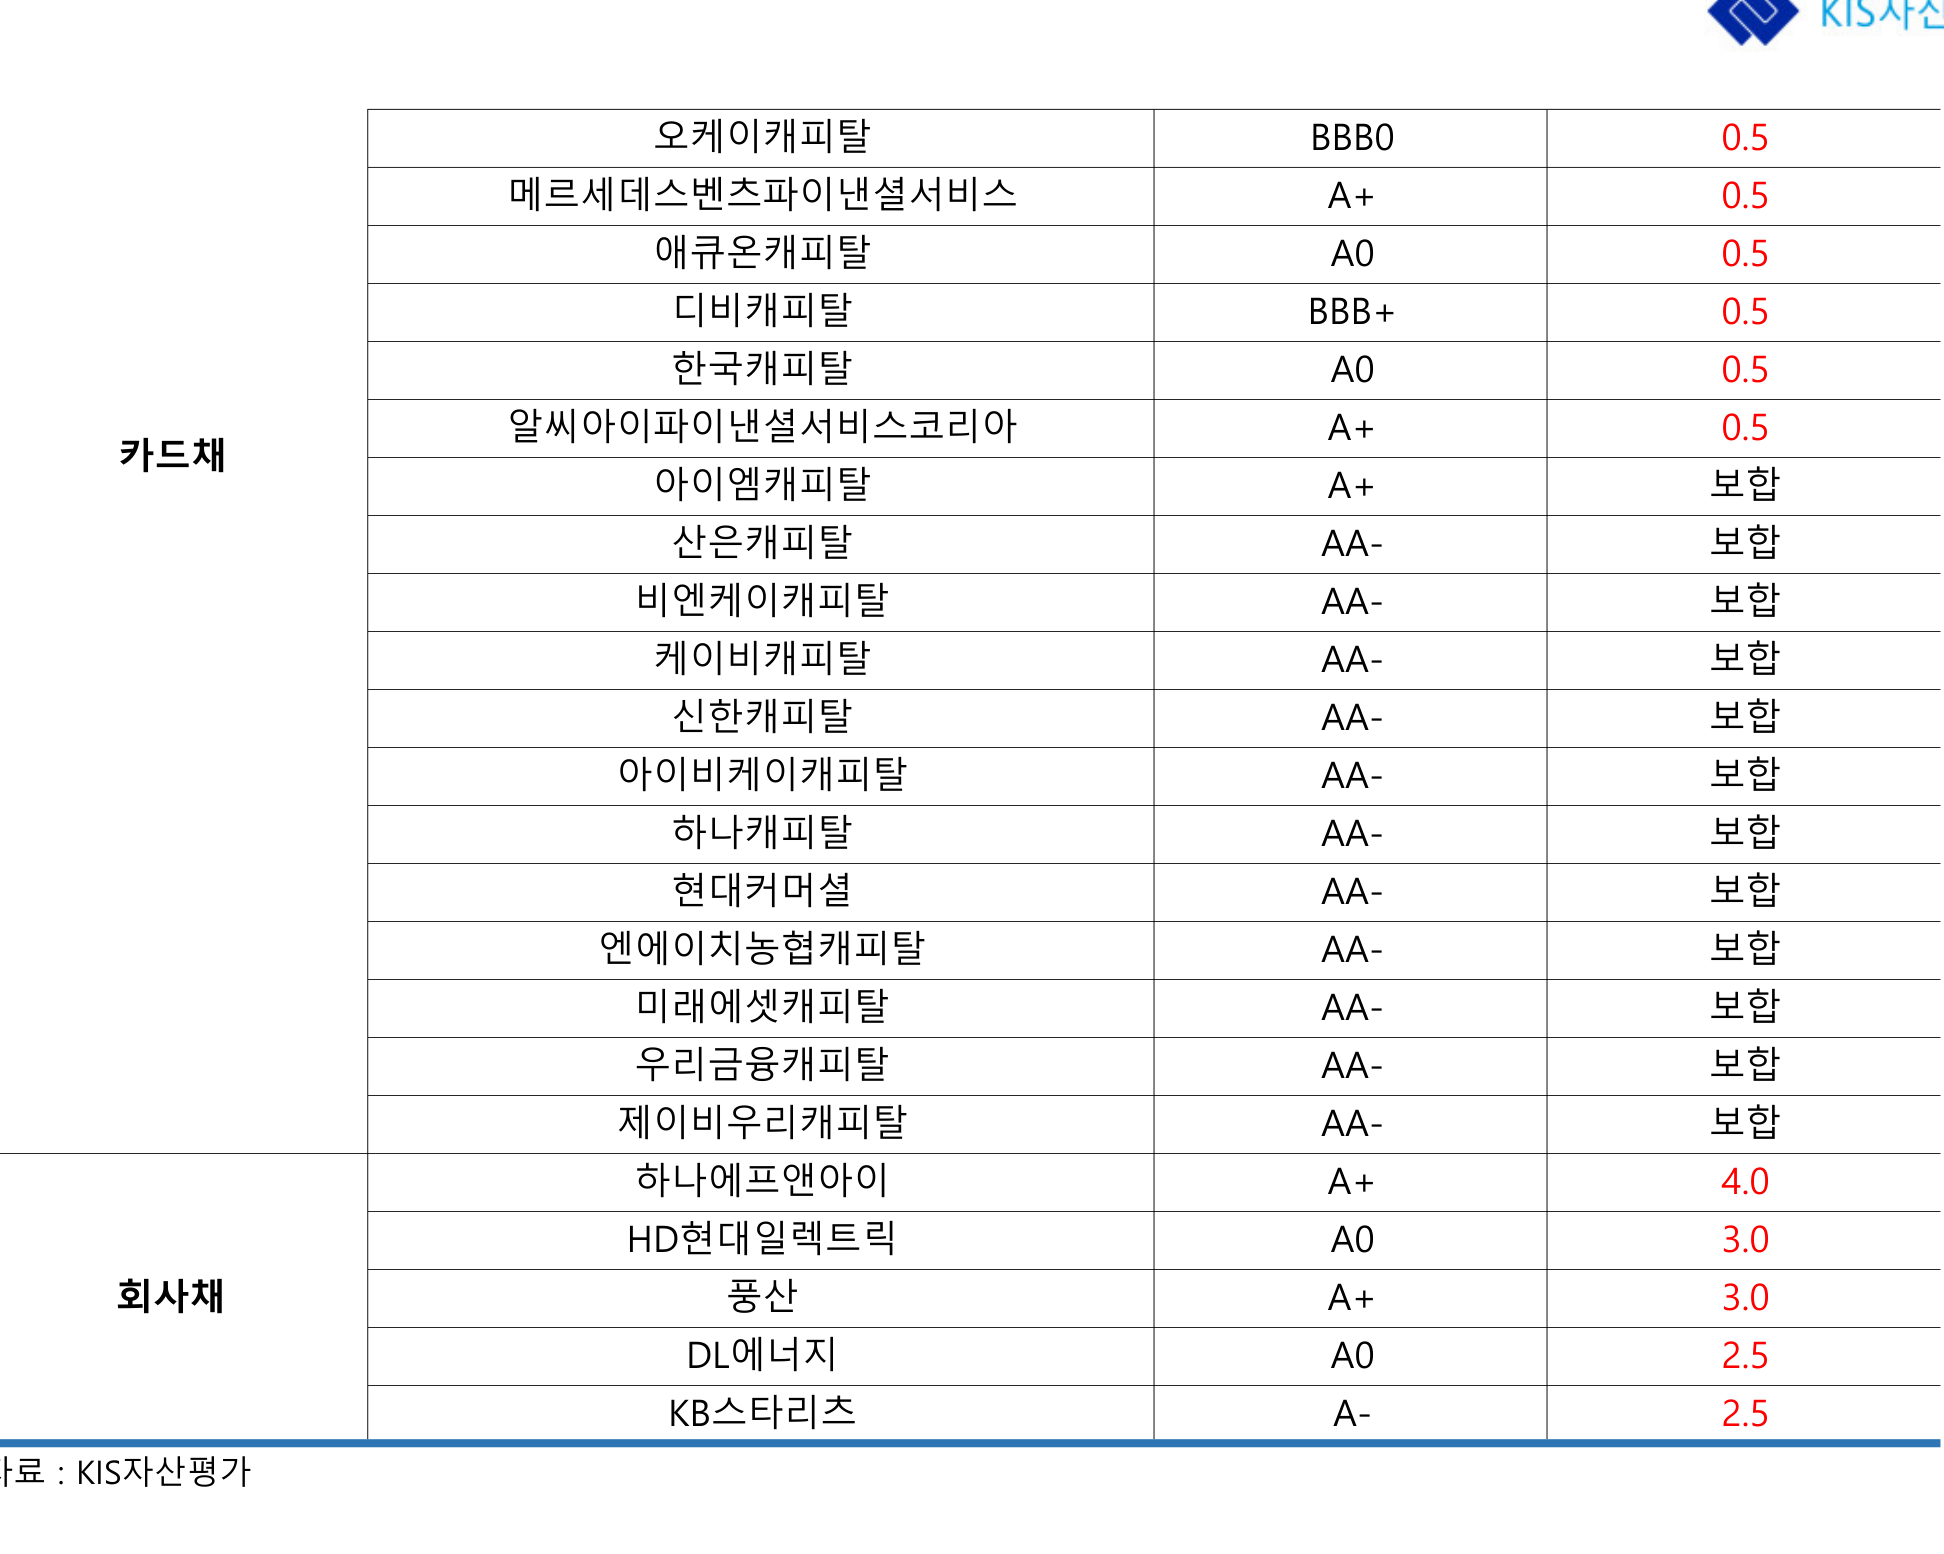 KIS자산
오케이캐피탈 BBB0 0.5
메르세데스벤츠파이낸셜서비스 A+ 0.5
애큐온캐피탈 A0 0.5
디비캐피탈 BBB+ 0.5
한국캐피탈 A0 0.5
알씨아이파이낸셜서비스코리아 A+ 0.5
카드채
아이엠캐피탈 A+ 보합
산은캐피탈 AA- 보합
비엔케이캐피탈 AA- 보합
케이비캐피탈 AA- 보합
신한캐피탈 AA- 보합
아이비케이캐피탈 AA- 보합
하나캐피탈 AA- 보합
현대커머셜 AA- 보합
엔에이치농협캐피탈 AA- 보합
미래에셋캐피탈 AA- 보합
우리금융캐피탈 AA- 보합
제이비우리캐피탈 AA- 보합
하나에프앤아이 A+ 4.0
HD현대일렉트릭 A0 3.0
회사채 풍산 A+ 3.0
DL에너지 A0 2.5
KB스타리츠 A- 2.5
자료 : KIS자산평가